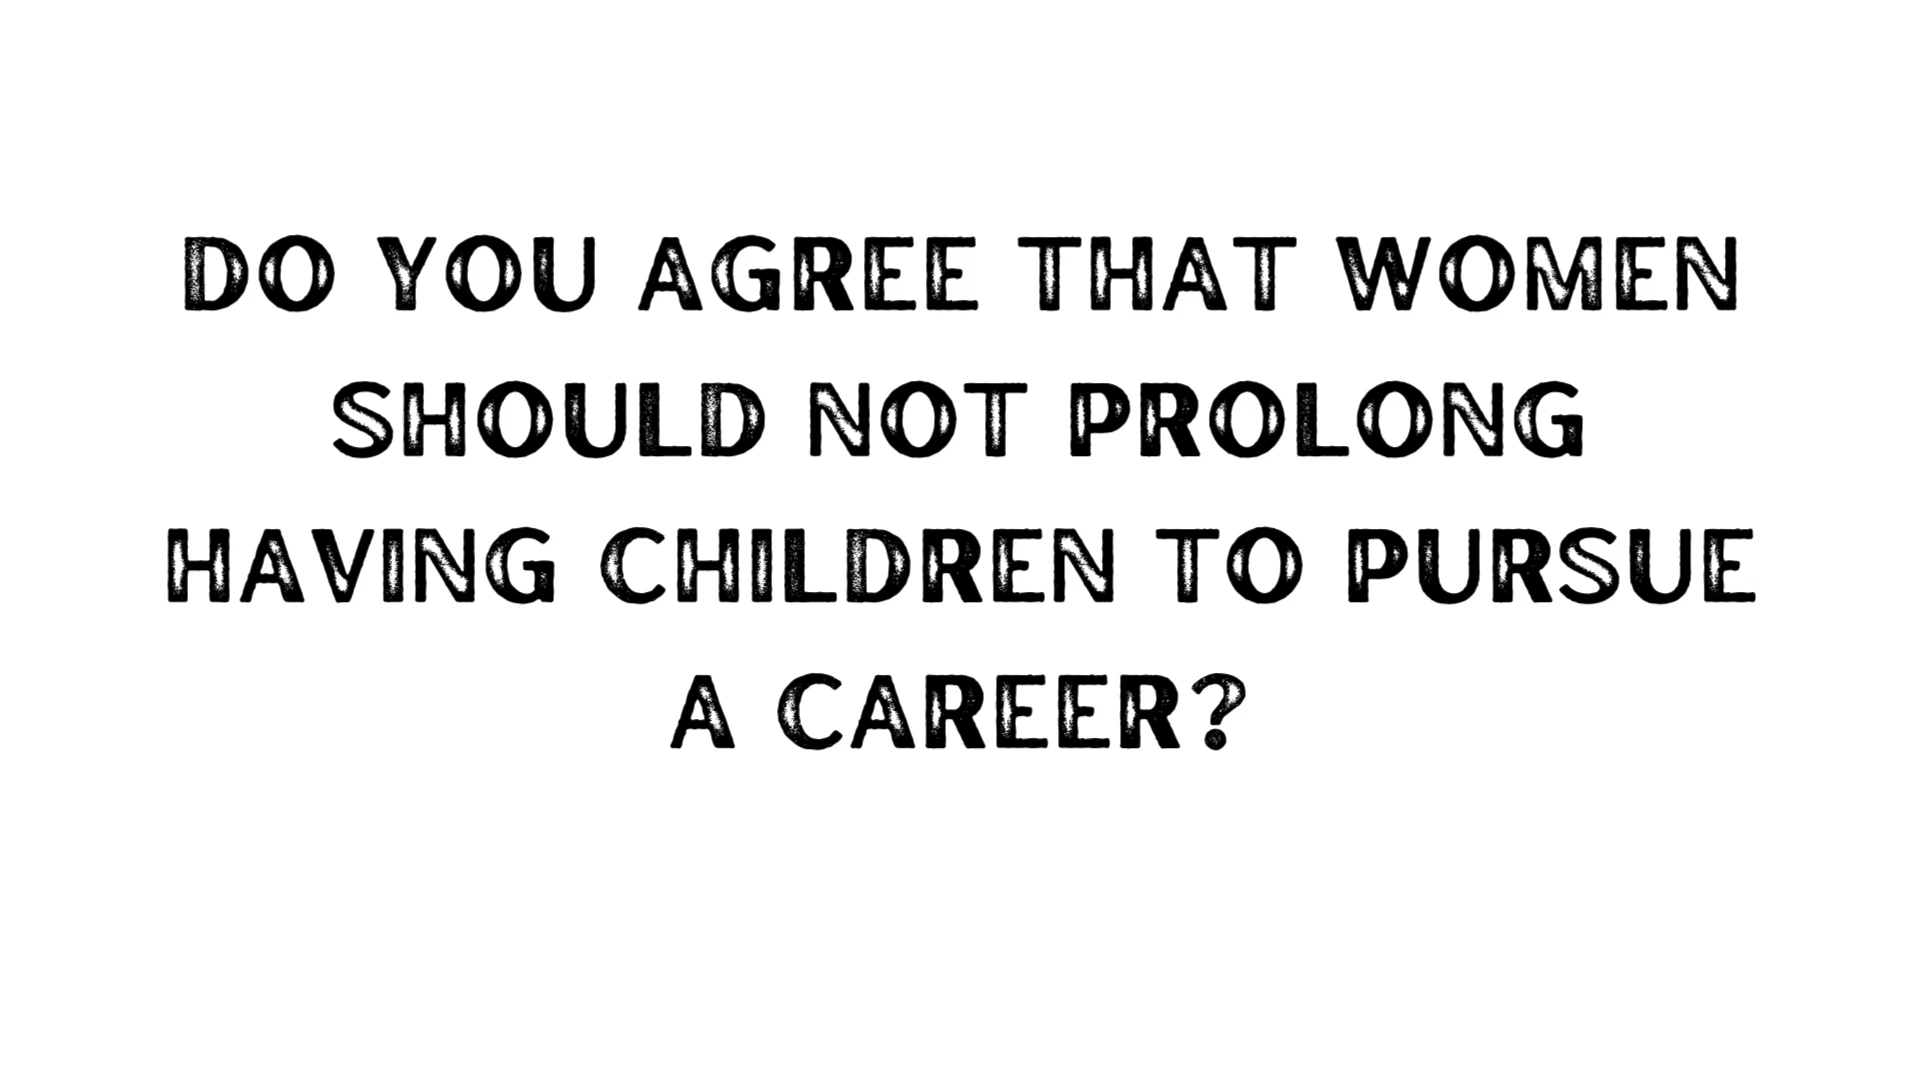 DO YOU AGREE THAT WOMEN
SHOULD NOT PROLONG
HAVING CHILDREN TO PURSUE
A CAREER?